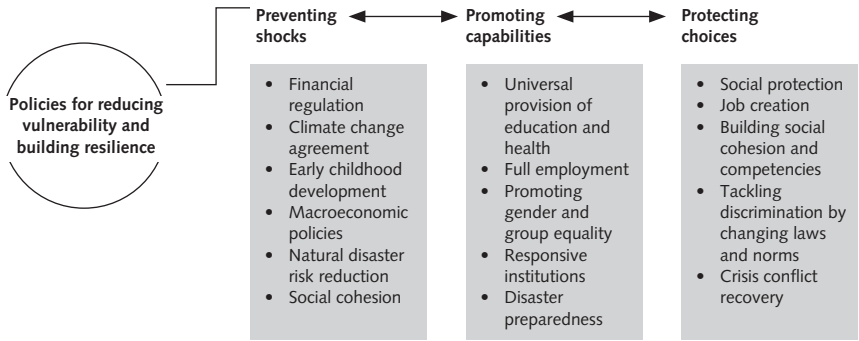 Policies for reducing
vulnerability and
building resilience
Preventing
shocks
• Financial
regulation
• Climate change
agreement
• Early childhood
development
• Macroeconomic
policies
• Natural disaster
risk reduction
• Social cohesion
Promoting
capabilities
• Universal
provision of
education and
health
• Full employment
• Promoting
gender and
group equality
• Responsive
institutions
• Disaster
preparedness
Protecting
choices
• Social protection
• Job creation
• Building social
cohesion and
competencies
• Tackling
discrimination by
changing laws
and norms
• Crisis conflict
recovery